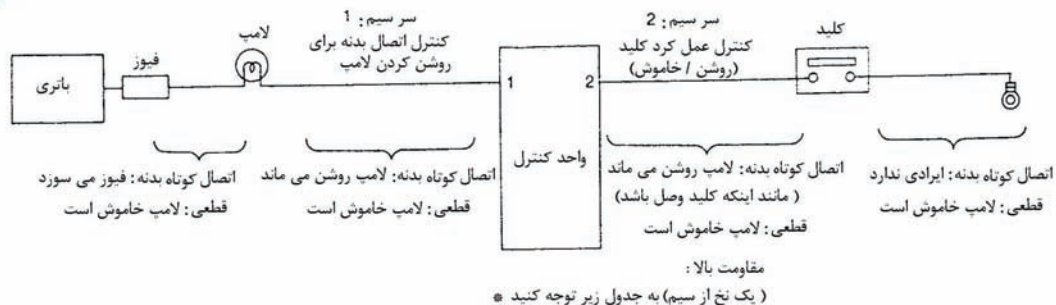 سر سیم: 1
کنترل اتصال بدنه برای
روشن کردن لامپ
سر سیم: 2
کنترل عمل کرد کلید
(روشن / خاموش)
کلید
لامپ
فیوز
باتری
1
2
واحد کنترل
اتصال کوتاه بدنه: فیوز می سوزد
قطعی: لامپ خاموش است
اتصال کوتاه بدنه: لامپ روشن می ماند
قطعی: لامپ خاموش است
اتصال کوتاه بدنه: لامپ روشن می ماند
(مانند اینکه کلید وصل باشد)
قطعی: لامپ خاموش است
اتصال کوتاه بدنه: ایرادی ندارد
قطعی: لامپ خاموش است
مقاومت بالا:
(یک نخ از سیم) به جدول زیر توجه کنید *